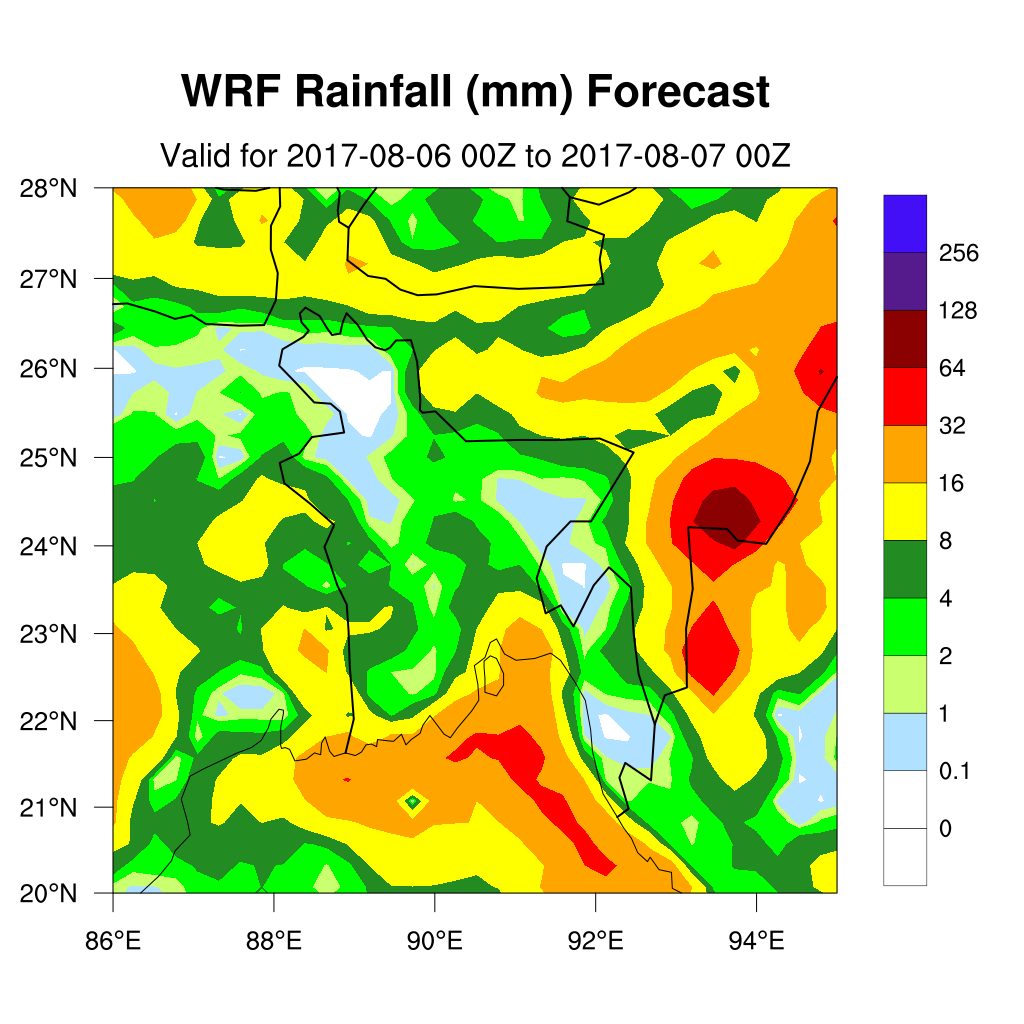 WRF Rainfall (mm) Forecast
Valid for 2017-08-06 00Z to 2017-08-07 00Z
28°N
27°N
26°N
25°N
24°N
23°N
22°N
21°N
20°N
86°E 88°E 90°E 92°E 94°E
256
128
64
32
16
8
4
2
1
0.1
0